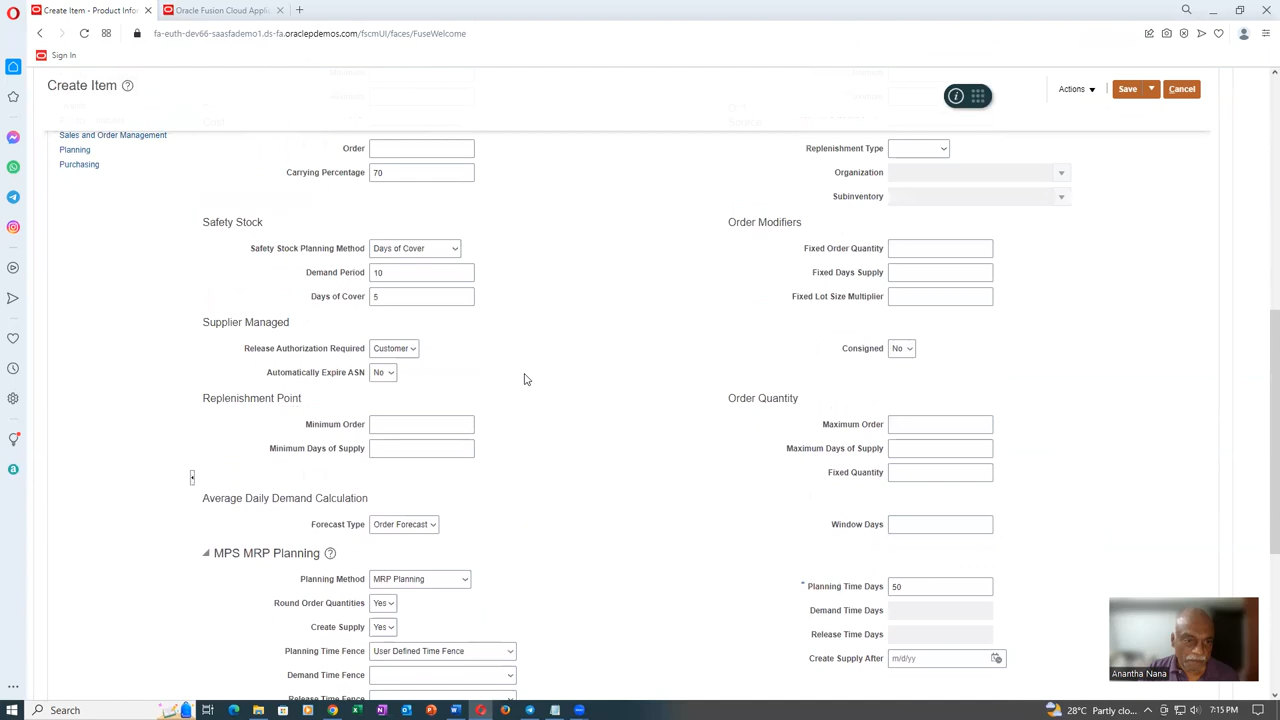 Create Item - Product Inform
Oracle Fusion Cloud Applic
fa-euth-dev66-saasfademo1.ds-fa.oraclepdemos.com/fscmUI/faces/FuseWelcome
Sign In
Create Item
Actions
Save
Cancel
Sales and Order Management
Planning
Purchasing
Order
Replenishment Type
Carrying Percentage 70
Organization
Subinventory
Safety Stock
Order Modifiers
Safety Stock Planning Method Days of Cover
Fixed Order Quantity
Demand Period 10
Fixed Days Supply
Days of Cover 5
Fixed Lot Size Multiplier
Supplier Managed
Release Authorization Required Customer
Consigned No
Automatically Expire ASN No
Replenishment Point
Order Quantity
Minimum Order
Maximum Order
Minimum Days of Supply
Maximum Days of Supply
Fixed Quantity
Average Daily Demand Calculation
Forecast Type Order Forecast
Window Days
MPS MRP Planning
Planning Method MRP Planning
* Planning Time Days 50
Round Order Quantities Yes
Demand Time Days
Create Supply Yes
Release Time Days
Planning Time Fence User Defined Time Fence
Create Supply After m/d/yy
Demand Time Fence
Release Time Fence
Anantha Nana
Search
28°C Partly cloudy
7:15 PM